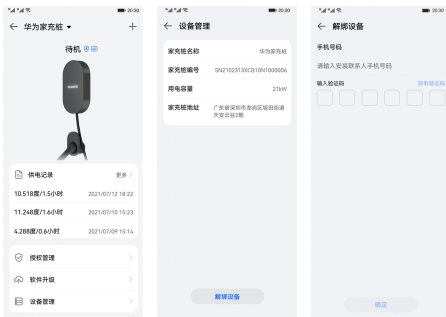 20:30
华为家充桩
待机
供电记录
更多
10.518度/1.5小时 2021/07/12 18:22
11.248度/1.6小时 2021/07/10 15:23
4.288度/0.6小时 2021/07/09 15:14
授权管理
软件升级
设备管理
20:30
设备管理
家充桩名称 华为家充桩
家充桩编号 SN2102313XCB10N1000006
用电容量 21kW
家充桩地址 广东省深圳市龙岗区坂田街道
天安云谷2期
解绑设备
20:30
解绑设备
手机号码
请输入安装联系人手机号码
输入验证码 获取验证码
确定